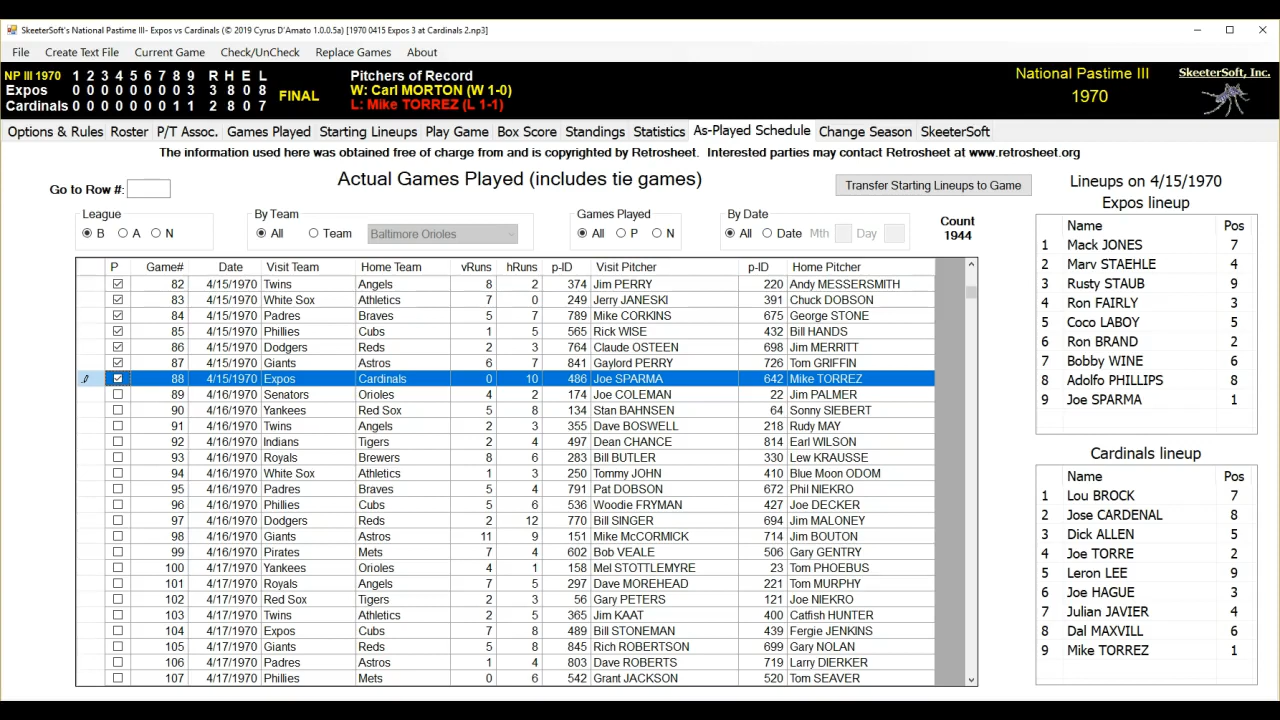 SkeeterSoft's National Pastime III- Expos vs Cardinals (© 2019 Cyrus D'Amato 1.0.0.5a) [1970 0415 Expos 3 at Cardinals 2.np3]
File Create Text File Current Game Check/UnCheck Replace Games About
NP III 1970 1 2 3 4 5 6 7 8 9 R H E L
Expos 0 0 0 0 0 0 0 0 3 3 8 0 8
Cardinals 0 0 0 0 0 0 0 1 1 2 8 0 7
FINAL
Pitchers of Record
W: Carl MORTON (W 1-0)
L: Mike TORREZ (L 1-1)
National Pastime III
1970
SkeeterSoft, Inc.
Options & Rules Roster P/T Assoc. Games Played Starting Lineups Play Game Box Score Standings Statistics As-Played Schedule Change Season SkeeterSoft
The information used here was obtained free of charge from and is copyrighted by Retrosheet. Interested parties may contact Retrosheet at www.retrosheet.org
Go to Row #:
Actual Games Played (includes tie games)
Transfer Starting Lineups to Game
League
B A N
By Team
All Team Baltimore Orioles
Games Played
All P N
By Date
All Date Mth Day
Count
1944
P Game# Date Visit Team Home Team vRuns hRuns p-ID Visit Pitcher p-ID Home Pitcher
82 4/15/1970 Twins Angels 8 2 374 Jim PERRY 220 Andy MESSERSMITH
83 4/15/1970 White Sox Athletics 7 0 249 Jerry JANESKI 391 Chuck DOBSON
84 4/15/1970 Padres Braves 5 7 789 Mike CORKINS 675 George STONE
85 4/15/1970 Phillies Cubs 1 5 565 Rick WISE 432 Bill HANDS
86 4/15/1970 Dodgers Reds 2 3 764 Claude OSTEEN 698 Jim MERRITT
87 4/15/1970 Giants Astros 6 7 841 Gaylord PERRY 726 Tom GRIFFIN
88 4/15/1970 Expos Cardinals 0 10 486 Joe SPARMA 642 Mike TORREZ
89 4/16/1970 Senators Orioles 4 2 174 Joe COLEMAN 22 Jim PALMER
90 4/16/1970 Yankees Red Sox 5 8 134 Stan BAHNSEN 64 Sonny SIEBERT
91 4/16/1970 Twins Angels 2 3 355 Dave BOSWELL 218 Rudy MAY
92 4/16/1970 Indians Tigers 2 4 497 Dean CHANCE 814 Earl WILSON
93 4/16/1970 Royals Brewers 8 6 283 Bill BUTLER 330 Lew KRAUSSE
94 4/16/1970 White Sox Athletics 1 3 250 Tommy JOHN 410 Blue Moon ODOM
95 4/16/1970 Padres Braves 5 4 791 Pat DOBSON 672 Phil NIEKRO
96 4/16/1970 Phillies Cubs 5 6 536 Woodie FRYMAN 427 Joe DECKER
97 4/16/1970 Dodgers Reds 2 12 770 Bill SINGER 694 Jim MALONEY
98 4/16/1970 Giants Astros 11 9 151 Mike McCORMICK 714 Jim BOUTON
99 4/16/1970 Pirates Mets 7 4 602 Bob VEALE 506 Gary GENTRY
100 4/17/1970 Yankees Orioles 4 1 158 Mel STOTTLEMYRE 23 Tom PHOEBUS
101 4/17/1970 Royals Angels 7 5 297 Dave MOREHEAD 221 Tom MURPHY
102 4/17/1970 Red Sox Tigers 2 3 56 Gary PETERS 121 Joe NIEKRO
103 4/17/1970 Twins Athletics 2 5 365 Jim KAAT 400 Catfish HUNTER
104 4/17/1970 Expos Cubs 7 8 489 Bill STONEMAN 439 Fergie JENKINS
105 4/17/1970 Giants Reds 5 8 845 Rich ROBERTSON 699 Gary NOLAN
106 4/17/1970 Padres Astros 1 4 803 Dave ROBERTS 719 Larry DIERKER
107 4/17/1970 Phillies Mets 0 6 542 Grant JACKSON 520 Tom SEAVER
Lineups on 4/15/1970
Expos lineup
Name Pos
1 Mack JONES 7
2 Marv STAEHLE 4
3 Rusty STAUB 9
4 Ron FAIRLY 3
5 Coco LABOY 5
6 Ron BRAND 2
7 Bobby WINE 6
8 Adolfo PHILLIPS 8
9 Joe SPARMA 1
Cardinals lineup
Name Pos
1 Lou BROCK 7
2 Jose CARDENAL 8
3 Dick ALLEN 5
4 Joe TORRE 2
5 Leron LEE 9
6 Joe HAGUE 3
7 Julian JAVIER 4
8 Dal MAXVILL 6
9 Mike TORREZ 1